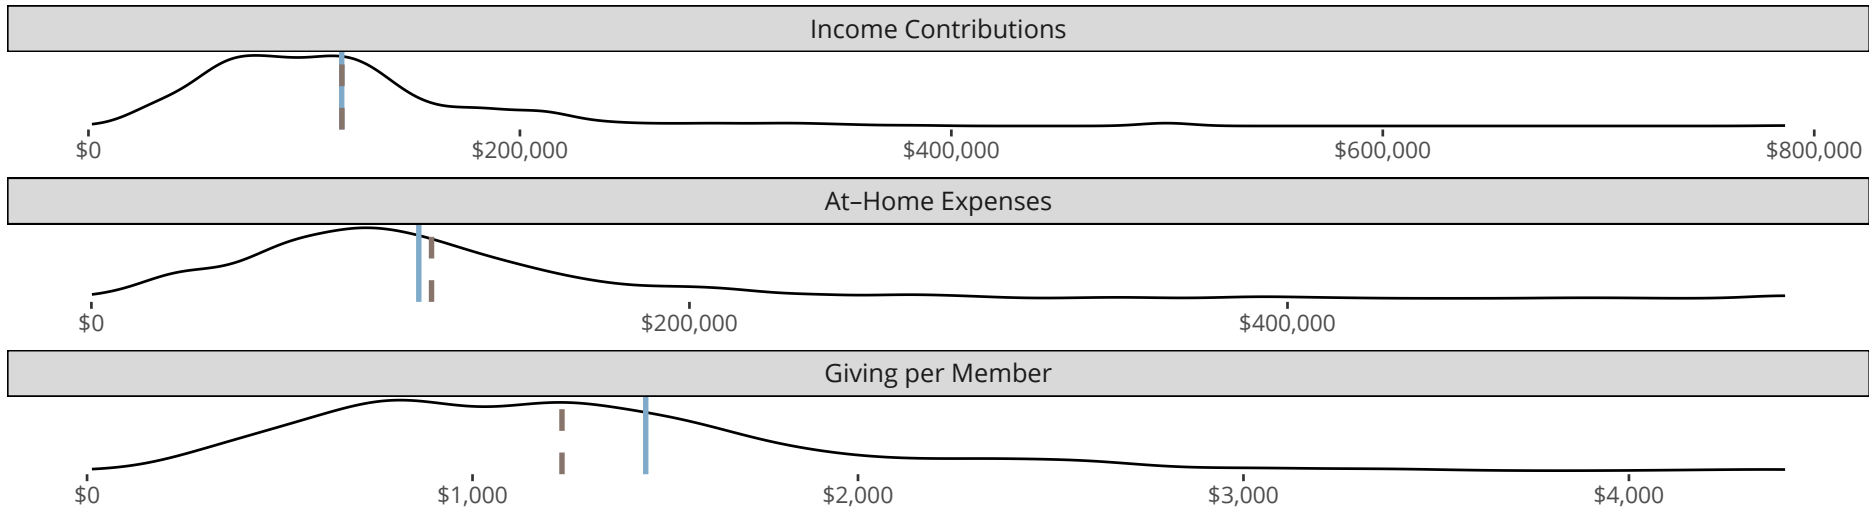 Income Contributions
$0 $200,000 $400,000 $600,000 $800,000
At–Home Expenses
$0 $200,000 $400,000
Giving per Member
$0 $1,000 $2,000 $3,000 $4,000